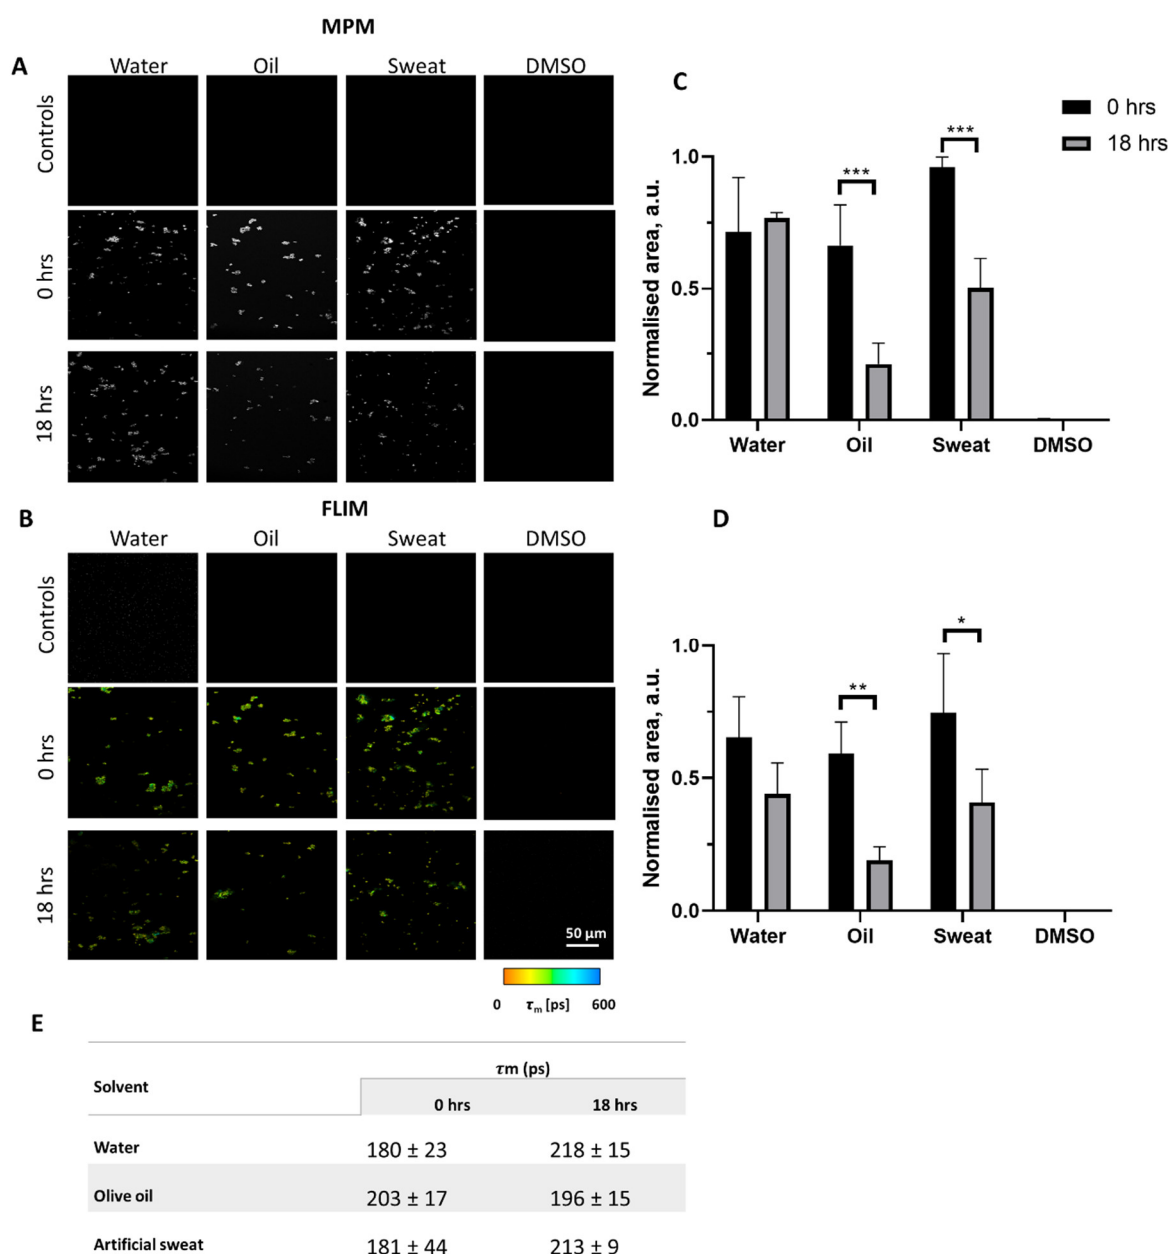 MPM
A
Water Oil Sweat DMSO
Controls
0 hrs
18 hrs
C
0 hrs
18 hrs
Normalised area, a.u.
1.0
0.5
0.0
***
***
Water Oil Sweat DMSO
B
FLIM
Water Oil Sweat DMSO
Controls
0 hrs
18 hrs
50 µm
0 τm [ps] 600
D
Normalised area, a.u.
1.0
0.5
0.0
**
*
Water Oil Sweat DMSO
E
Solvent
τm (ps)
0 hrs 18 hrs
Water 180 ± 23 218 ± 15
Olive oil 203 ± 17 196 ± 15
Artificial sweat 181 ± 44 213 ± 9